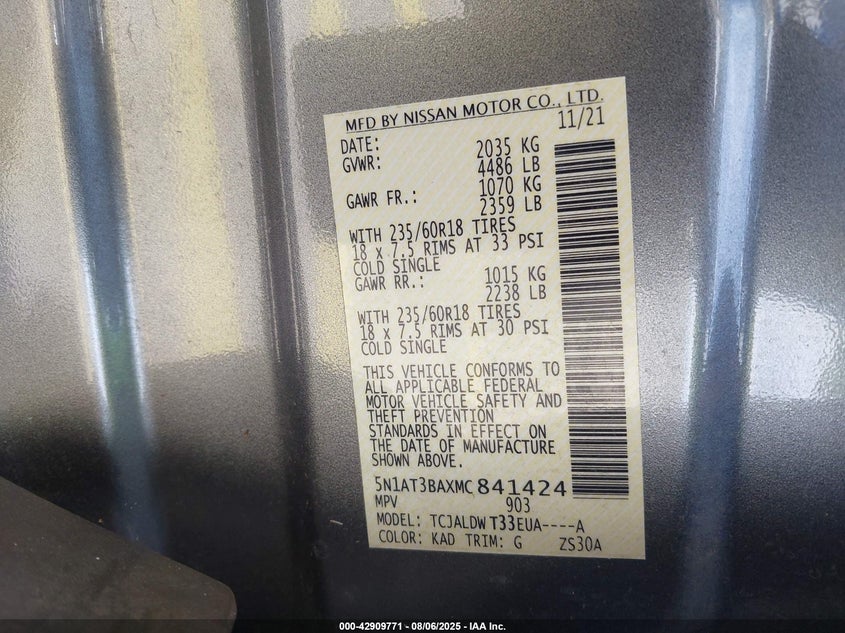 MFD BY NISSAN MOTOR CO., LTD.
DATE: 11/21
GVWR: 2035 KG
4486 LB
GAWR FR.: 1070 KG
2359 LB
WITH 235/60R18 TIRES
18 x 7.5 RIMS AT 33 PSI
COLD SINGLE
GAWR RR.: 1015 KG
2238 LB
WITH 235/60R18 TIRES
18 x 7.5 RIMS AT 30 PSI
COLD SINGLE
THIS VEHICLE CONFORMS TO
ALL APPLICABLE FEDERAL
MOTOR VEHICLE SAFETY AND
THEFT PREVENTION
STANDARDS IN EFFECT ON
THE DATE OF MANUFACTURE
SHOWN ABOVE.
5N1AT3BAXMC841424
MPV 903
MODEL: TCJALDWT33EUA----A
COLOR: KAD TRIM: G ZS30A
000-42909771 - 08/06/2025 - IAA Inc.